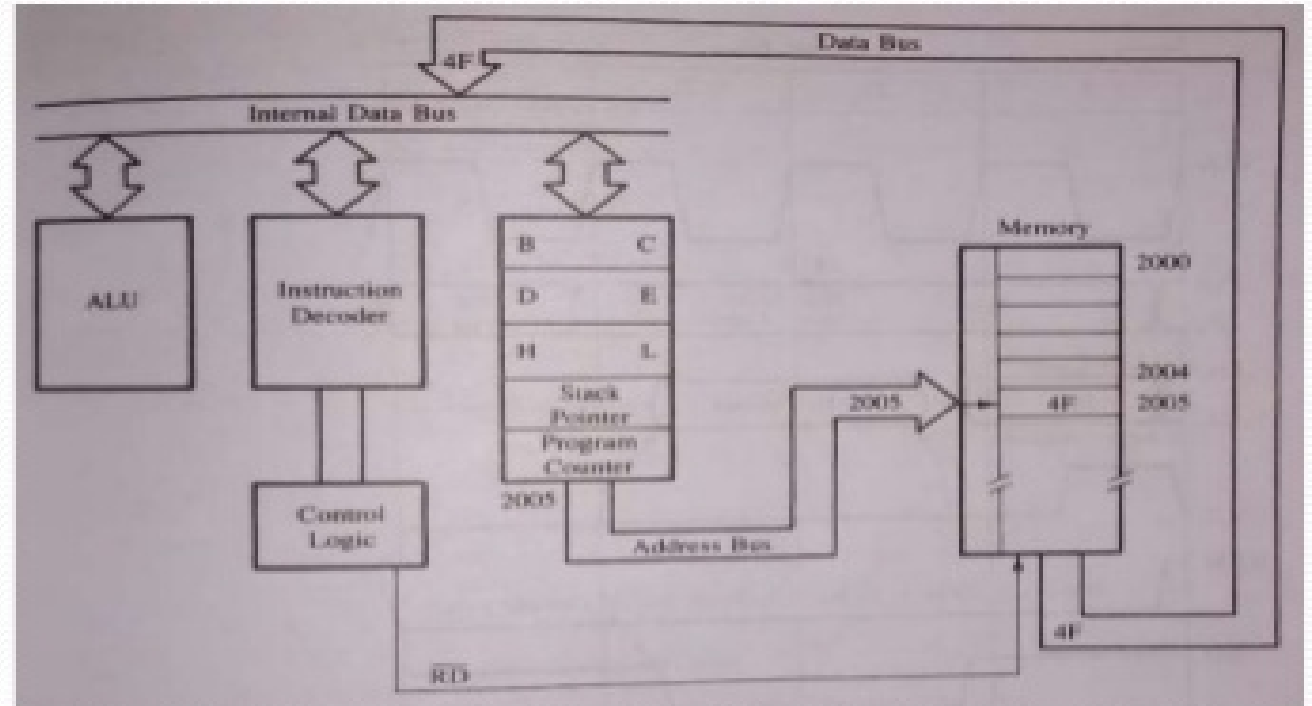 Data Bus
4F
Internal Data Bus
ALU
Instruction
Decoder
B C
D E
H L
Stack
Pointer
Program
Counter
2005
Control
Logic
Address Bus
2005
Memory
2000
2004
4F 2005
4F
RD